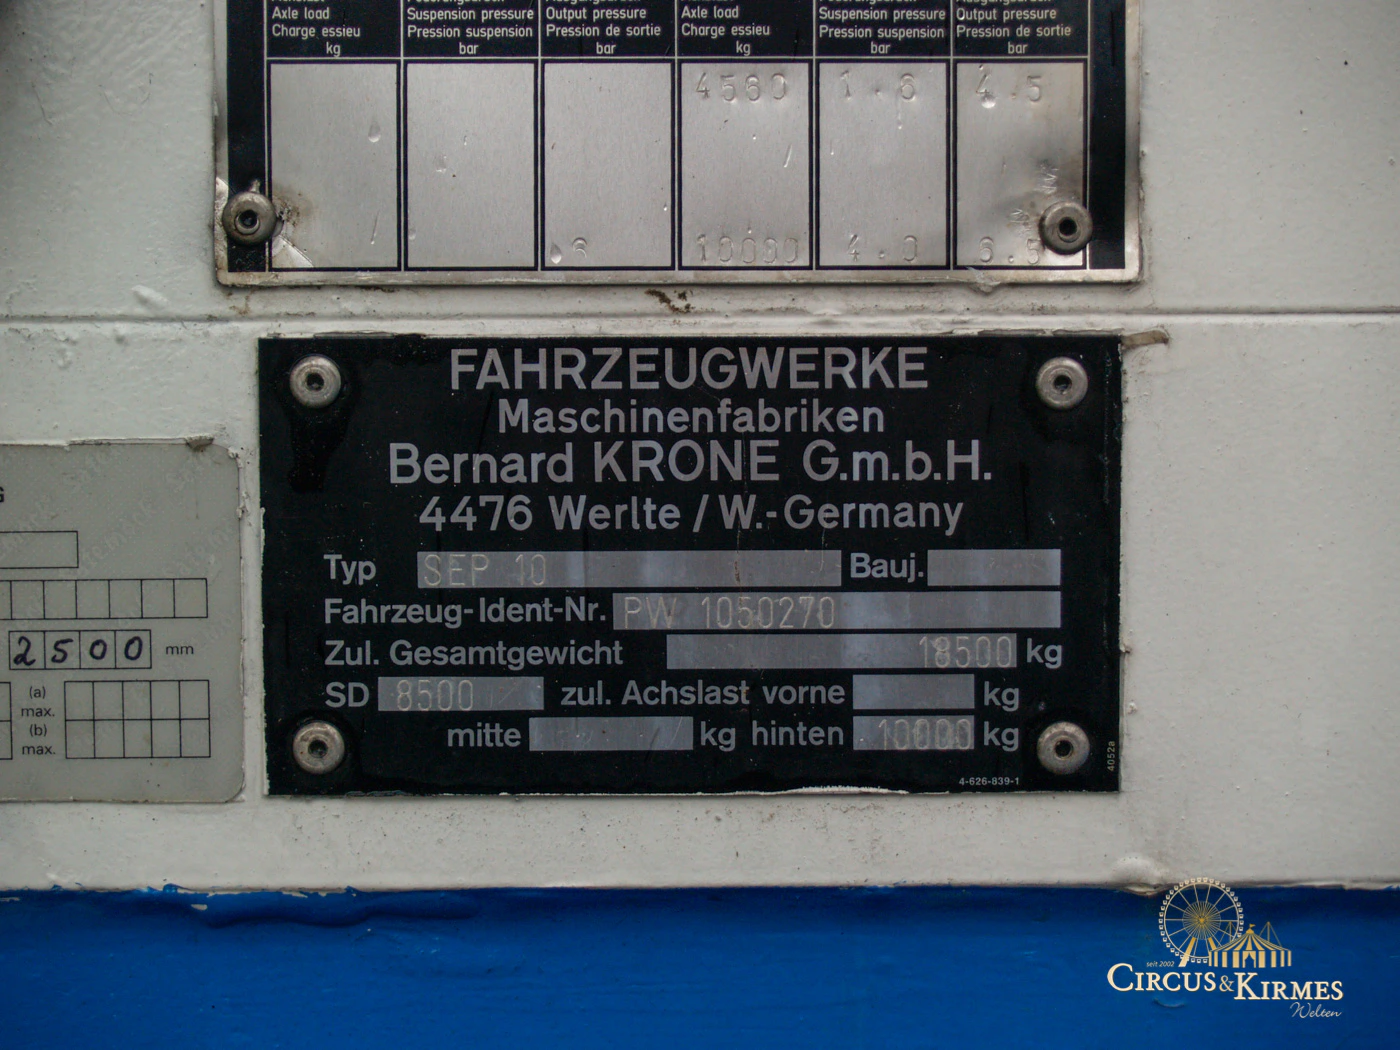 Axle load Suspension pressure Output pressure Axle load Suspension pressure Output pressure
Charge essieu Pression suspension Pression de sortie Charge essieu Pression suspension Pression de sortie
kg bar bar kg bar bar
4560 1.6 4.5
.6 10000 4.0 3.5
FAHRZEUGWERKE
Maschinenfabriken
Bernard KRONE G.m.b.H.
4476 Werlte / W.-Germany
Typ SEP 10 Bauj.
Fahrzeug-Ident-Nr. PW 1050270
Zul. Gesamtgewicht 18500 kg
SD 8500 zul. Achslast vorne kg
mitte kg hinten 10000 kg
4-626-839-1
4052a
G
2500 mm
(a)
max.
(b)
max.
seit 2002
CIRCUS & KIRMES
Welten